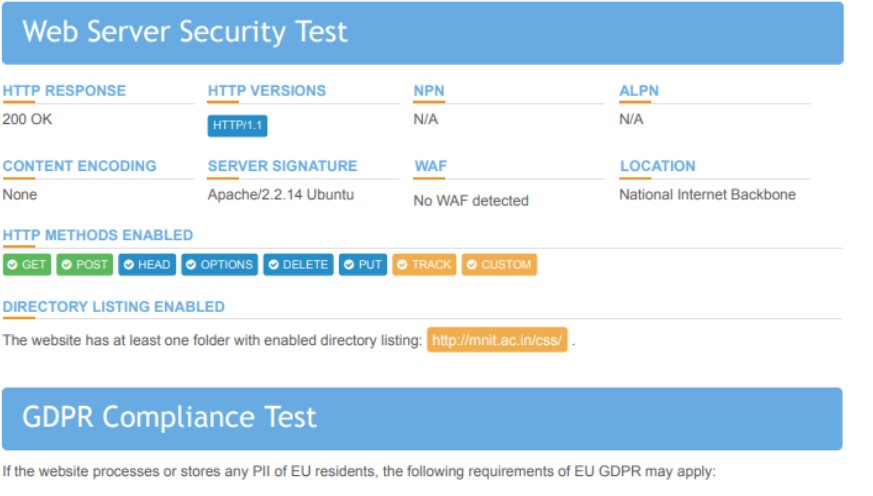 Web Server Security Test
HTTP RESPONSE HTTP VERSIONS NPN ALPN
200 OK HTTP/1.1 N/A N/A
CONTENT ENCODING SERVER SIGNATURE WAF LOCATION
None Apache/2.2.14 Ubuntu No WAF detected National Internet Backbone
HTTP METHODS ENABLED
GET POST HEAD OPTIONS DELETE PUT TRACK CUSTOM
DIRECTORY LISTING ENABLED
The website has at least one folder with enabled directory listing: http://mnit.ac.in/css/ .
GDPR Compliance Test
If the website processes or stores any PII of EU residents, the following requirements of EU GDPR may apply: